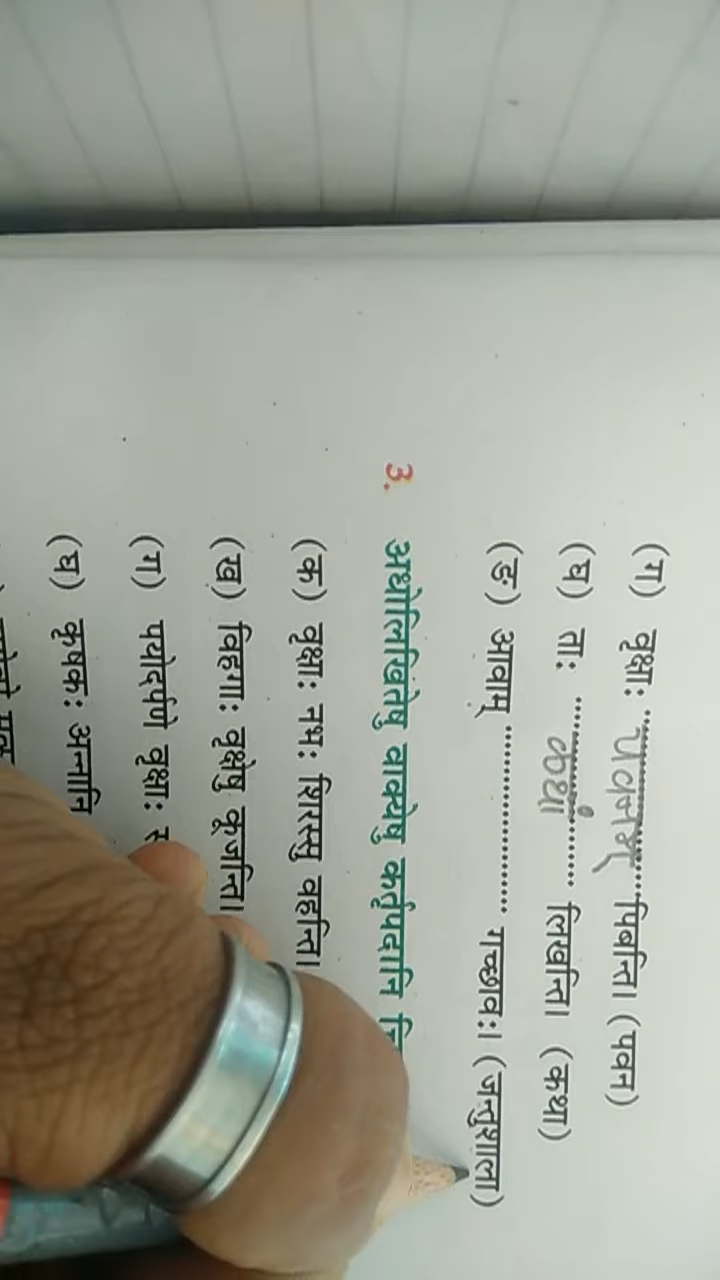 (ग) वृक्षाः ...पवनम्... पिबन्ति। (पवन)
(घ) ताः ...कथां... लिखन्ति। (कथा)
(ङ) आवाम् ........................ गच्छावः। (जन्तुशाला)
3. अधोलिखितेषु वाक्येषु कर्तृपदानि
(क) वृक्षाः नभः शिरस्सु वहन्ति।
(ख) विहगाः वृक्षेषु कूजन्ति।
(ग) पयोदर्पणे वृक्षाः
(घ) कृषकः अन्नानि